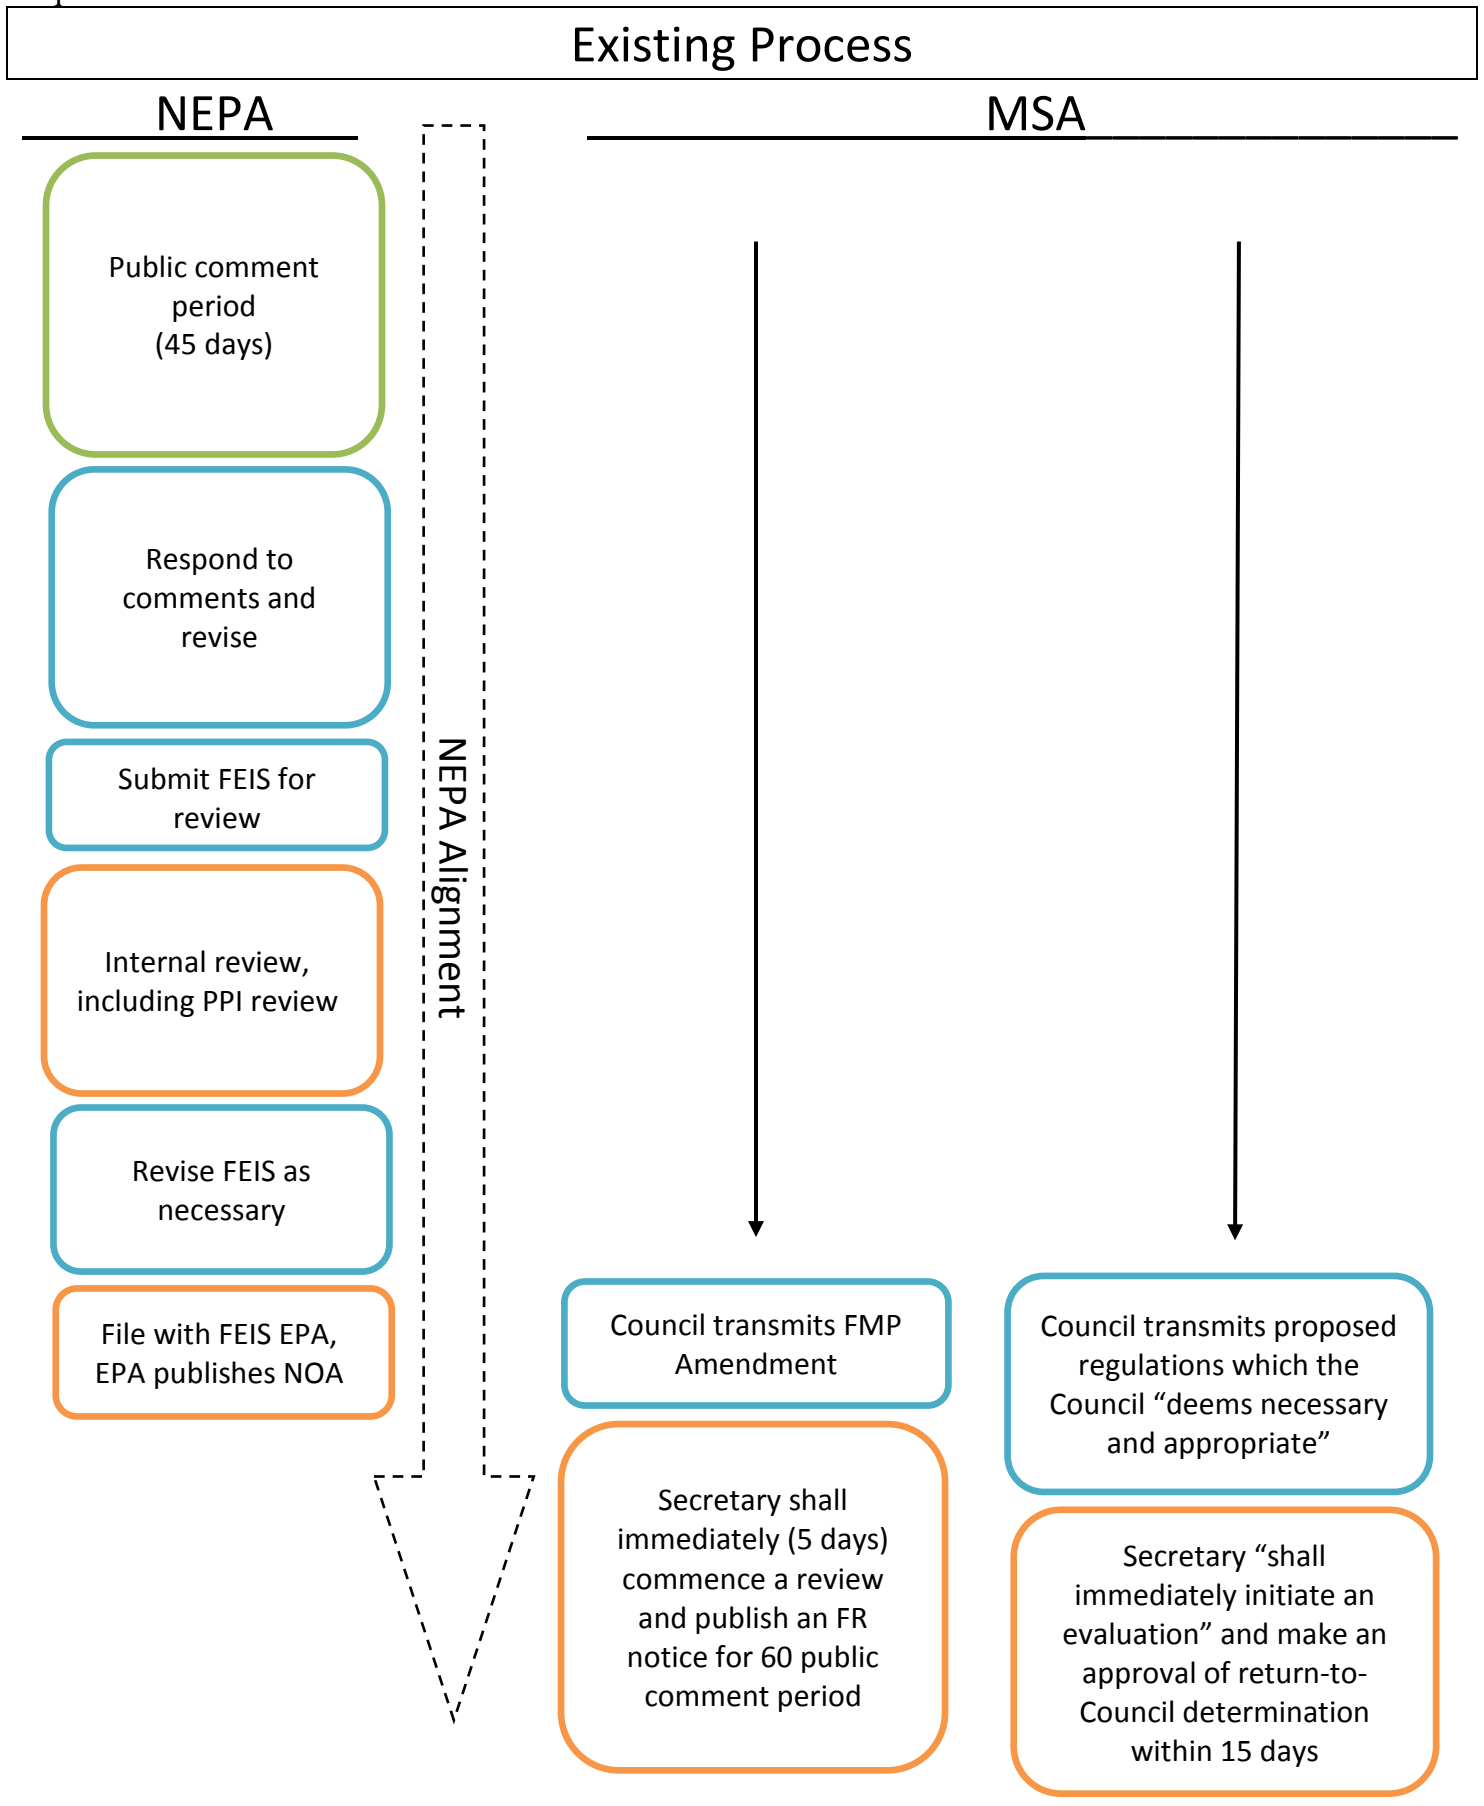 Existing Process
NEPA
MSA
Public comment
period
(45 days)
Respond to
comments and
revise
Submit FEIS for
review
Internal review,
including PPI review
Revise FEIS as
necessary
File with FEIS EPA,
EPA publishes NOA
NEPA Alignment
Council transmits FMP
Amendment
Secretary shall
immediately (5 days)
commence a review
and publish an FR
notice for 60 public
comment period
Council transmits proposed
regulations which the
Council “deems necessary
and appropriate”
Secretary “shall
immediately initiate an
evaluation” and make an
approval of return-to-
Council determination
within 15 days